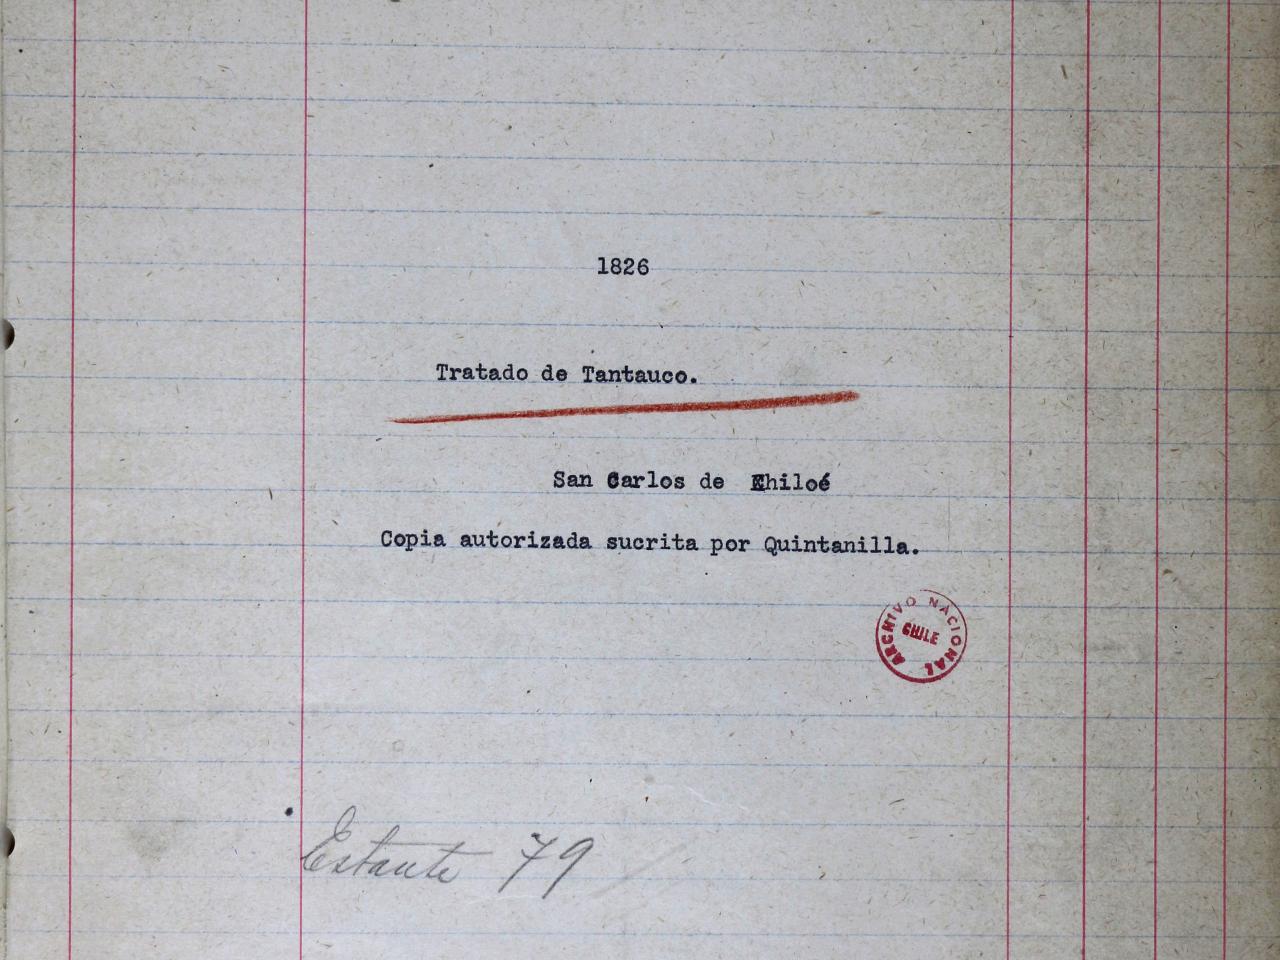 1826
Tratado de Tantauco.
San Carlos de Chiloé
Copia autorizada sucrita por Quintanilla.
ARCHIVO NACIONAL
CHILE
Estante 79